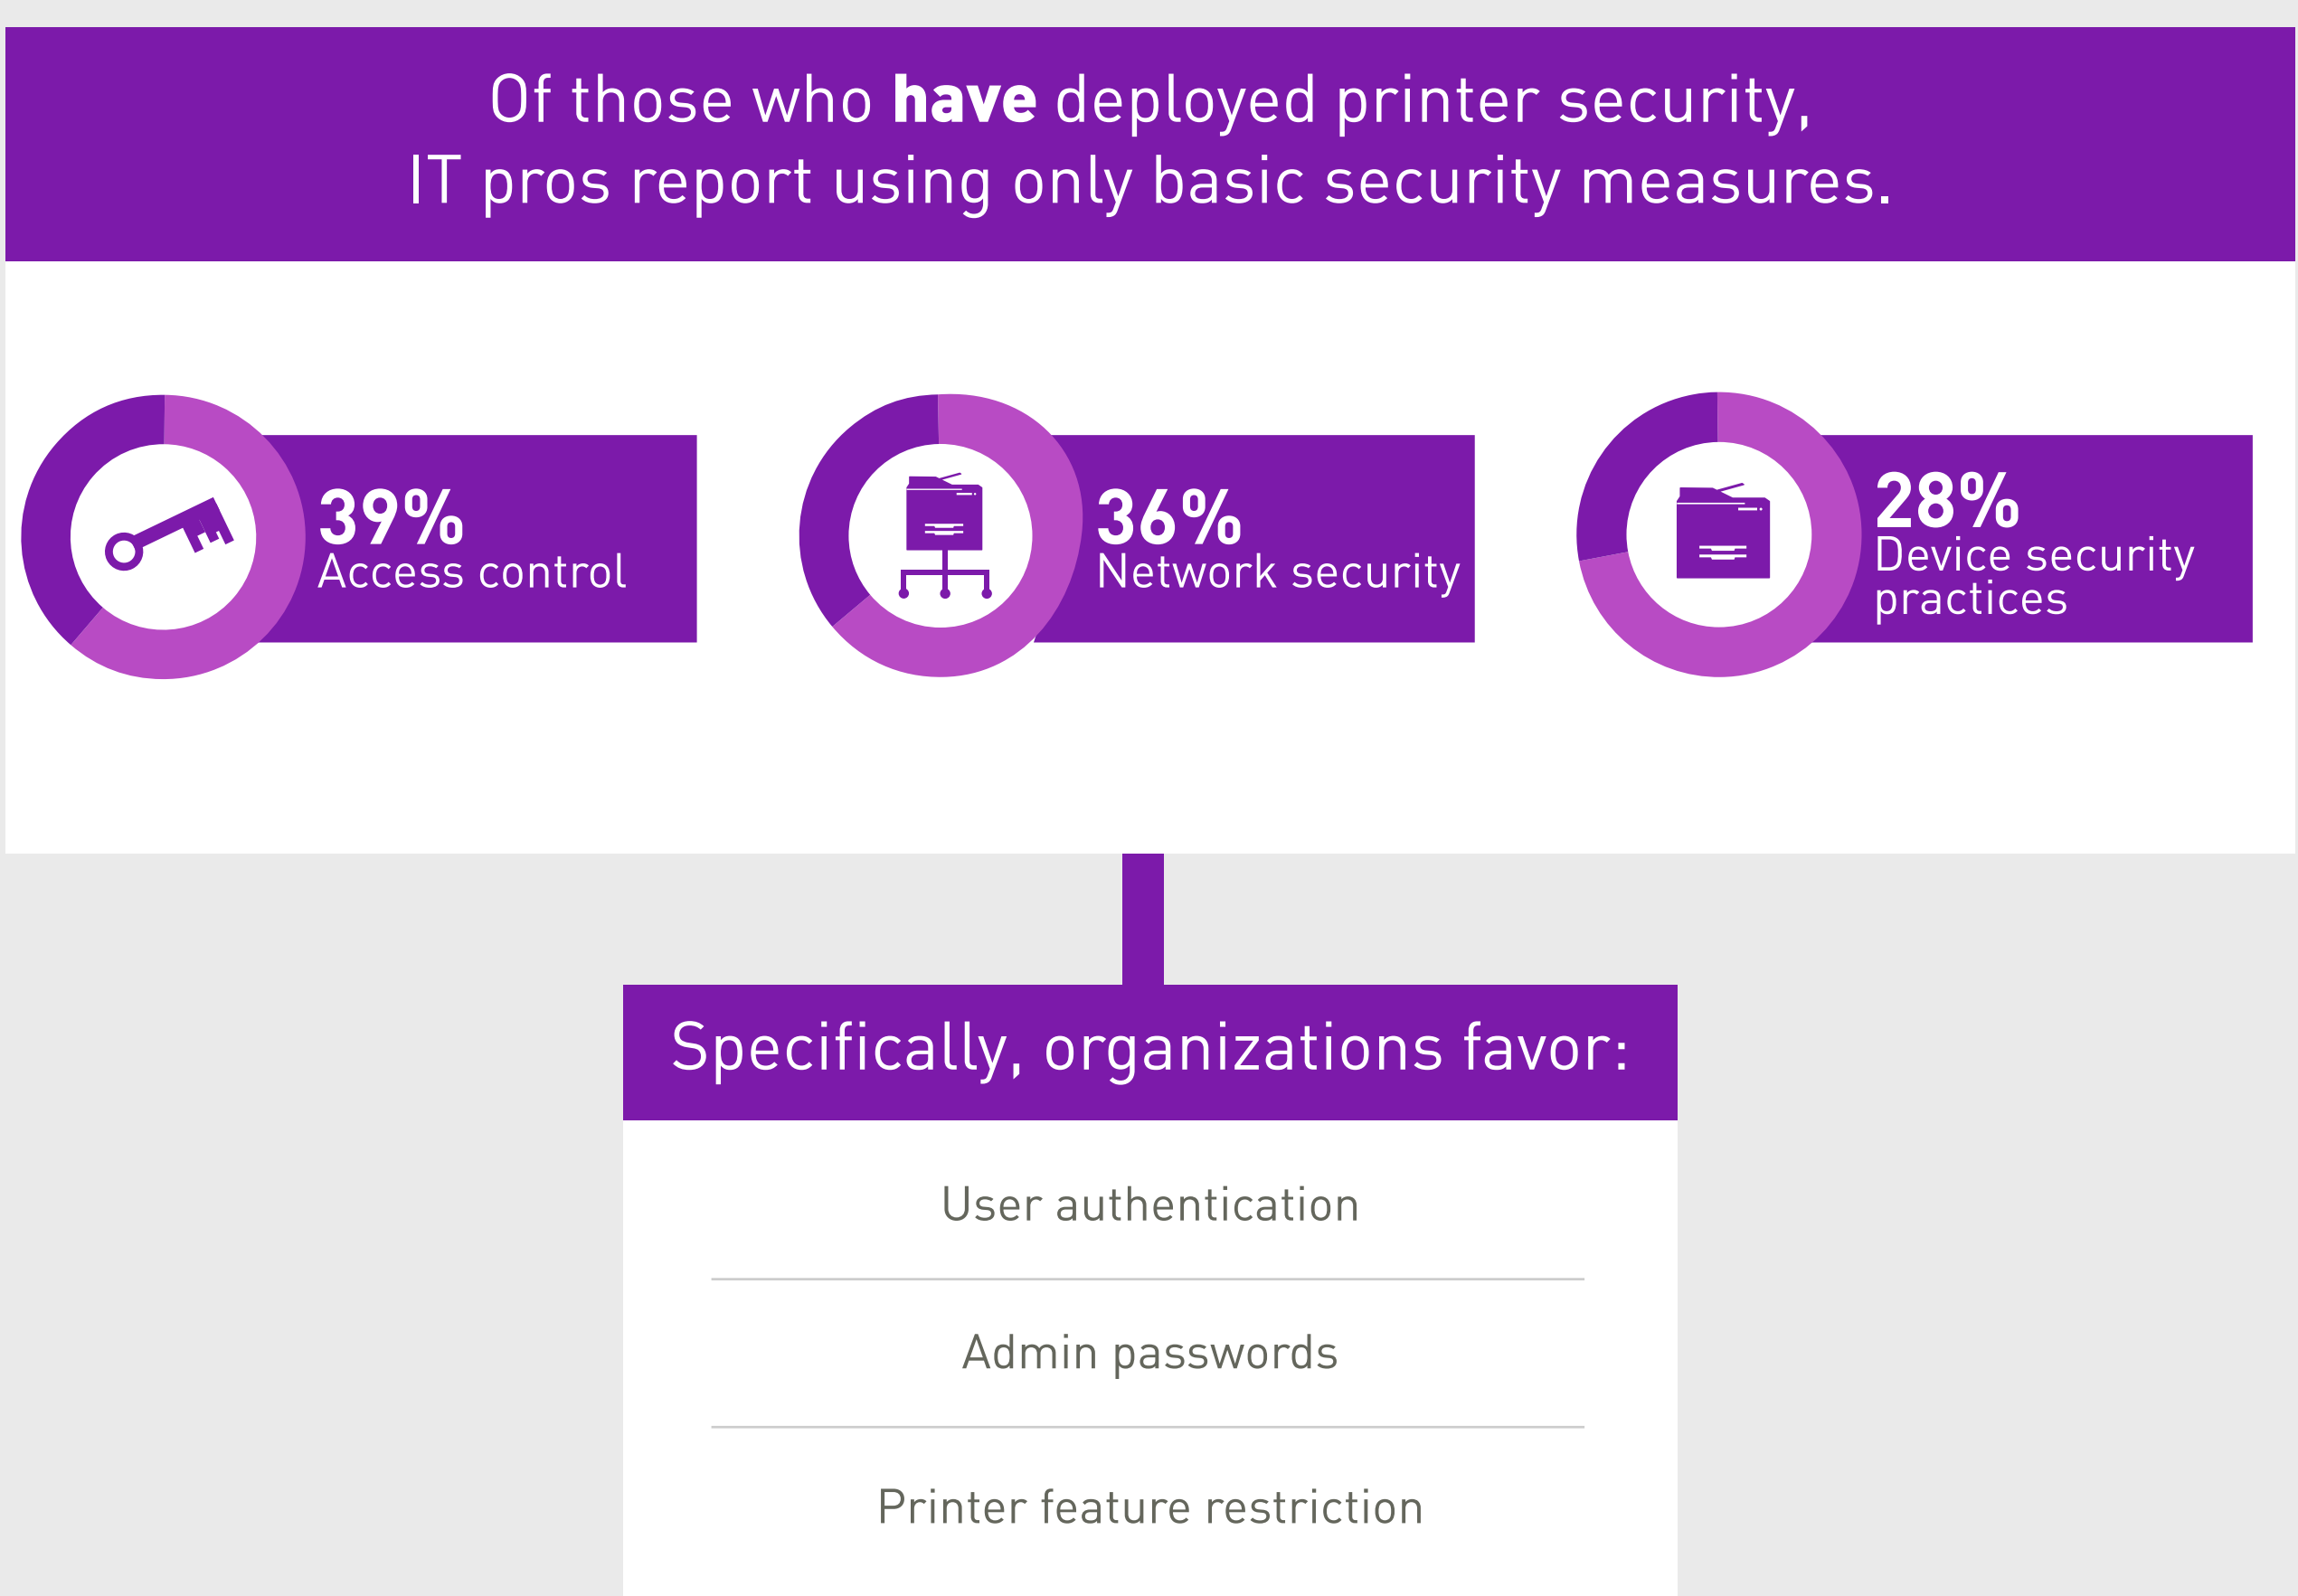 Of those who have deployed printer security,
IT pros report using only basic security measures.
39%
Access control
36%
Network security
28%
Device security
practices
Specifically, organizations favor:
User authentication
Admin passwords
Printer feature restriction